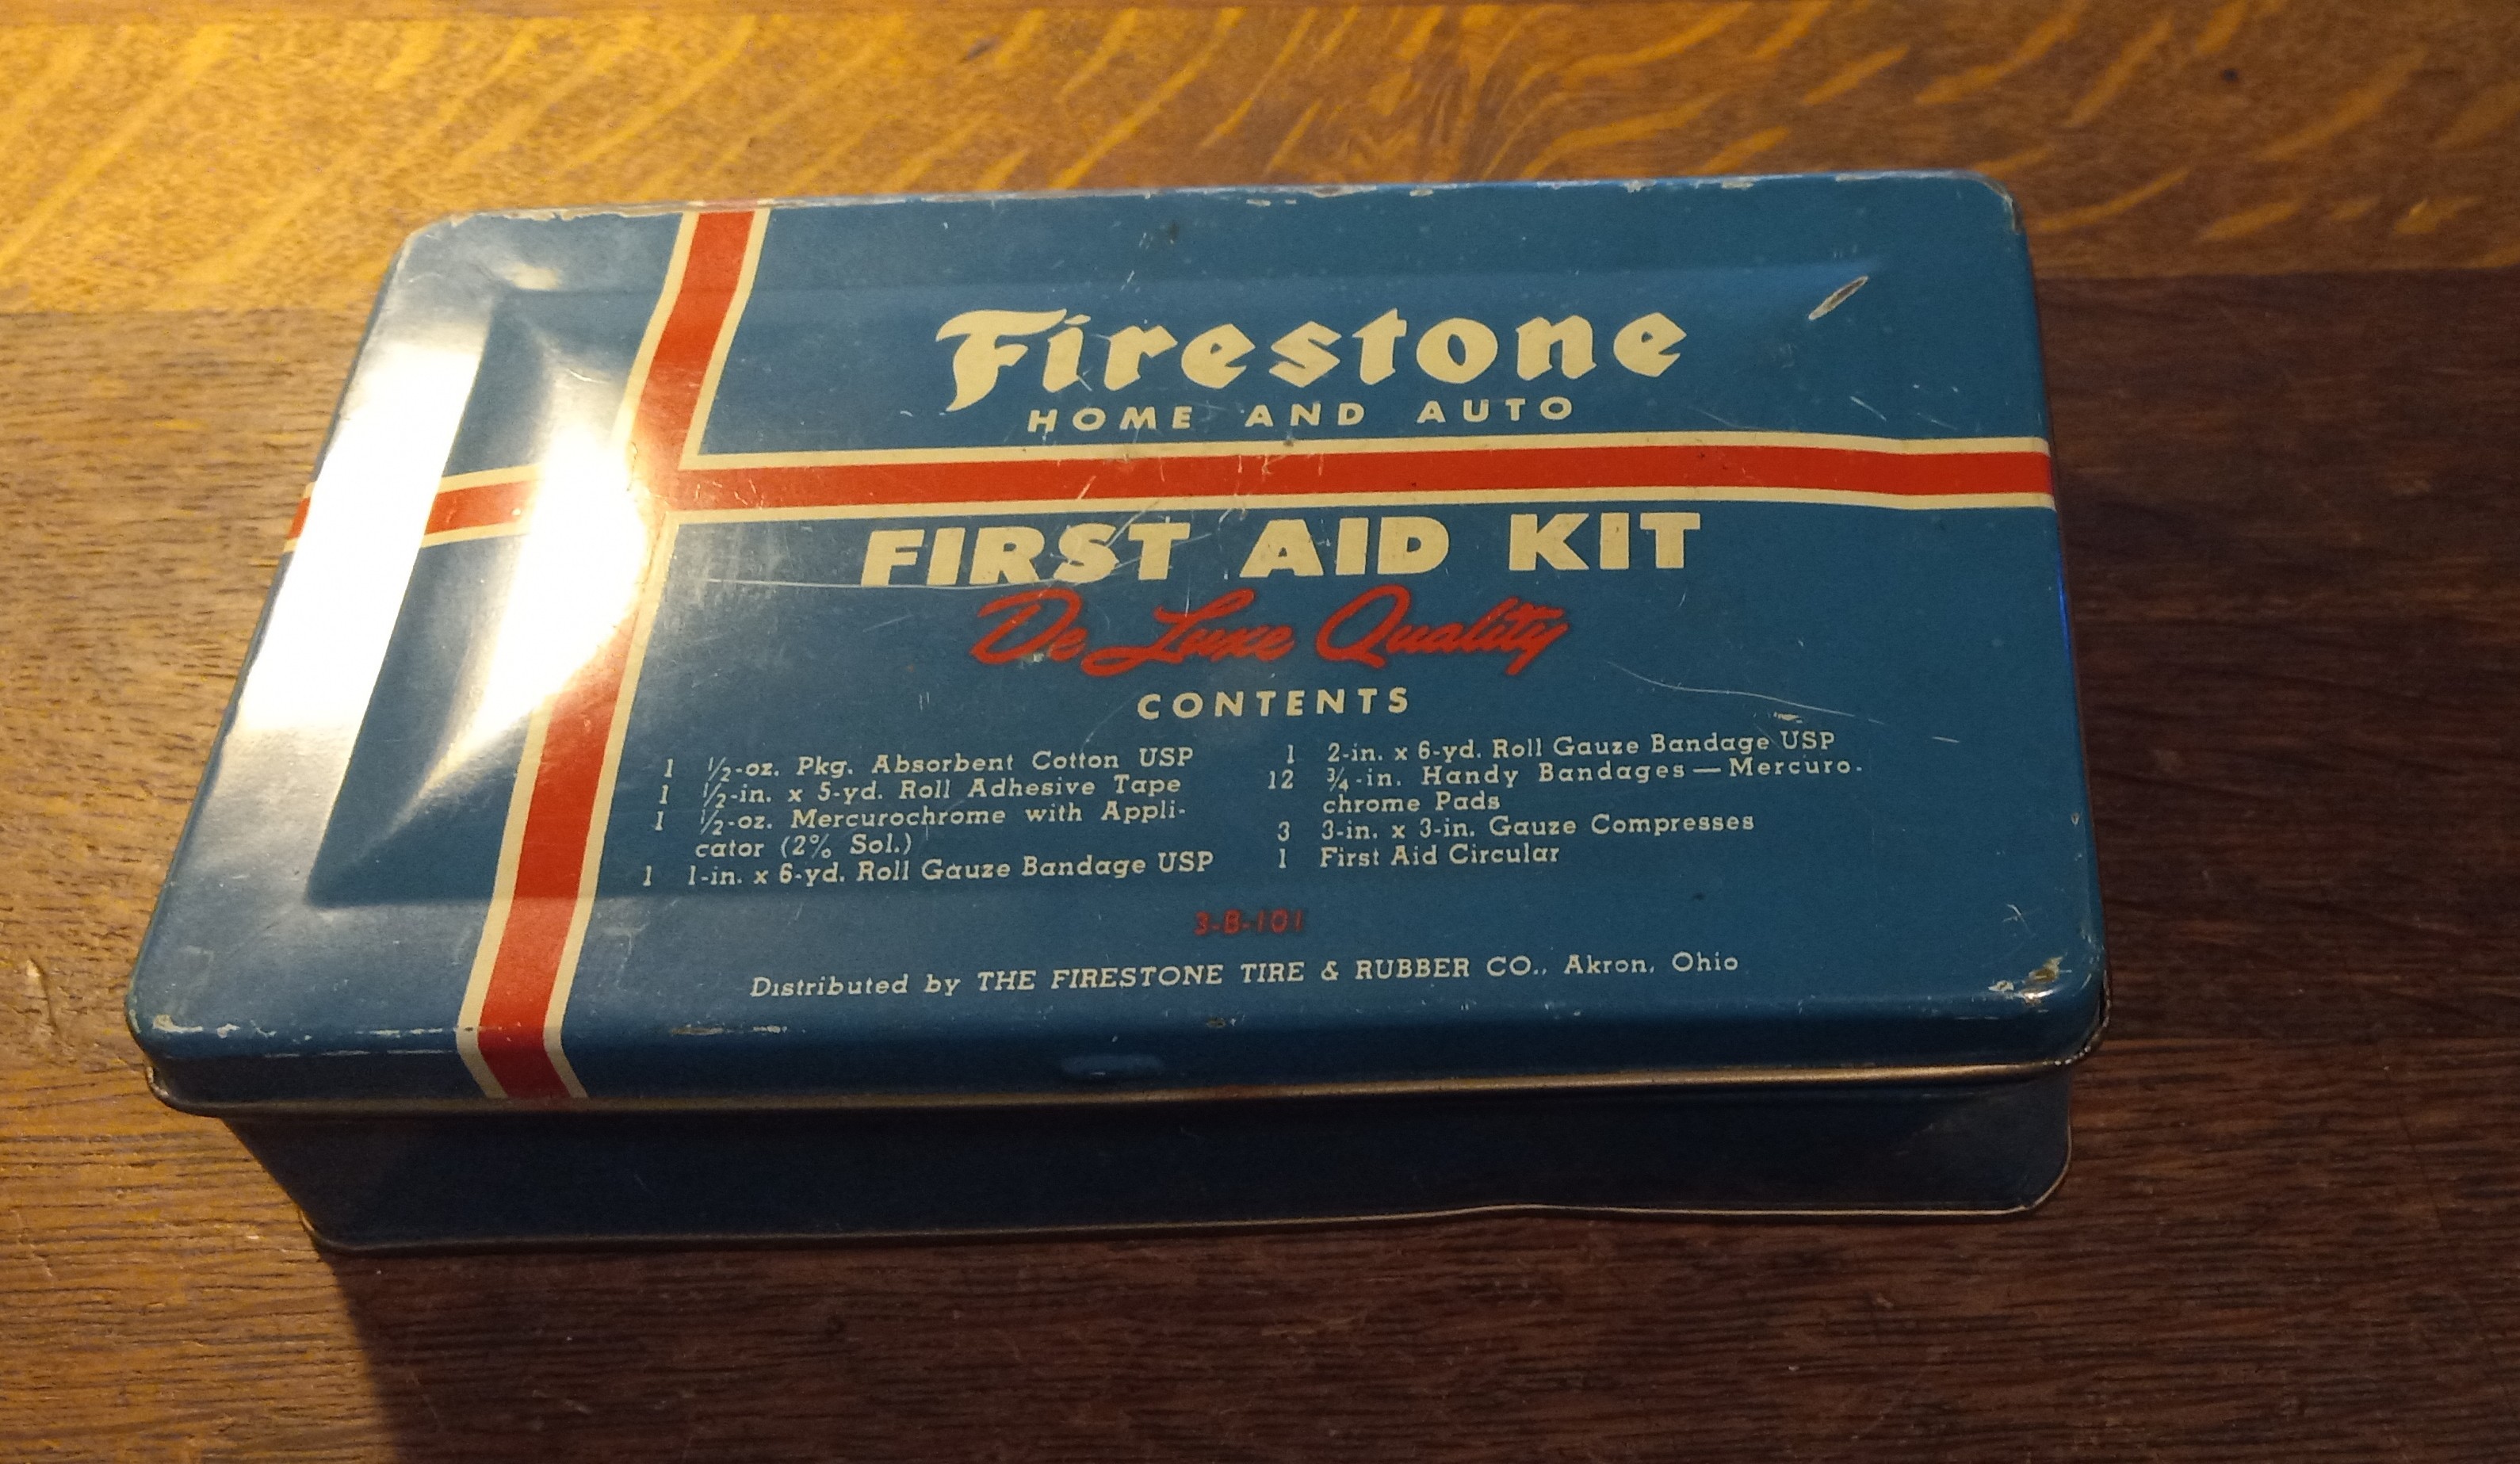 Firestone
HOME AND AUTO
FIRST AID KIT
De Luxe Quality
CONTENTS
1 1/2-oz. Pkg. Absorbent Cotton USP
1 1/2-in. x 5-yd. Roll Adhesive Tape
1 1/2-oz. Mercurochrome with Appli-
cator (2% Sol.)
1 1-in. x 6-yd. Roll Gauze Bandage USP
1 2-in. x 6-yd. Roll Gauze Bandage USP
12 3/4-in. Handy Bandages—Mercuro-
chrome Pads
3 3-in. x 3-in. Gauze Compresses
1 First Aid Circular
3-B-101
Distributed by THE FIRESTONE TIRE & RUBBER CO., Akron, Ohio